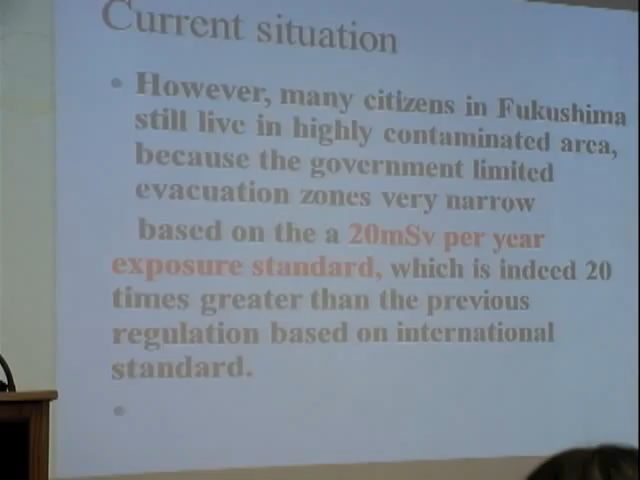 Current situation
• However, many citizens in Fukushima
still live in highly contaminated area,
because the government limited
evacuation zones very narrow
based on the a 20mSv per year
exposure standard, which is indeed 20
times greater than the previous
regulation based on international
standard.
•